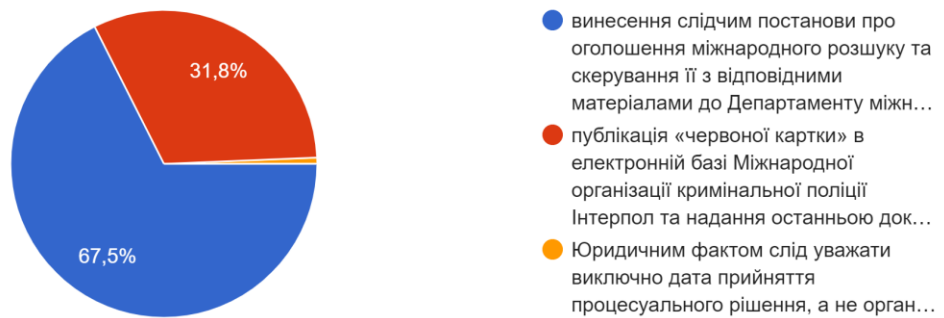 31,8%
67,5%
винесення слідчим постанови про
оголошення міжнародного розшуку та
скерування її з відповідними
матеріалами до Департаменту міжн...
публікація «червоної картки» в
електронній базі Міжнародної
організації кримінальної поліції
Інтерпол та надання останньою док...
Юридичним фактом слід уважати
виключно дата прийняття
процесуального рішення, а не орган...